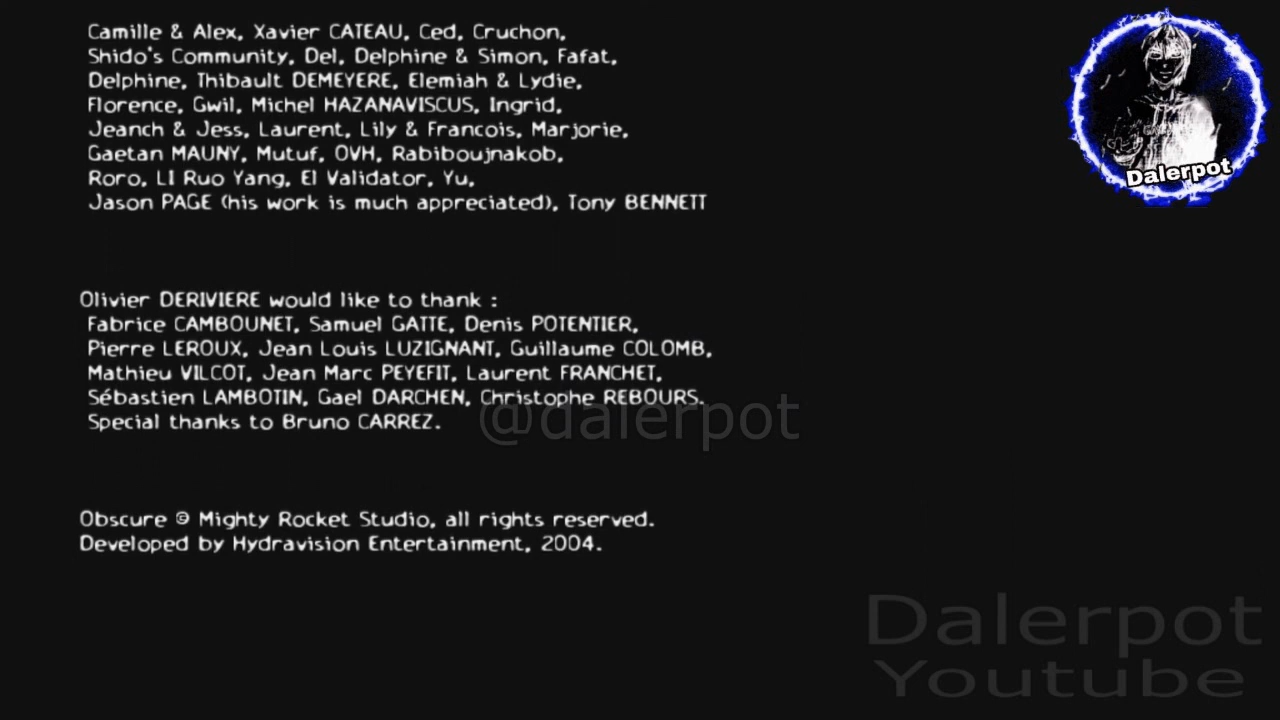 Camille & Alex, Xavier CATEAU, Ced, Cruchon,
Shido's Community, Del, Delphine & Simon, Fafat,
Delphine, Thibault DEMEYERE, Elemiah & Lydie,
Florence, Gwil, Michel HAZANAVISCUS, Ingrid,
Jeanch & Jess, Laurent, Lily & Francois, Marjorie,
Gaetan MAUNY, Mutuf, OVH, Rabiboujnakob,
Roro, LI Ruo Yang, El Validator, Yu,
Jason PAGE (his work is much appreciated), Tony BENNETT
Dalerpot
Olivier DERIVIERE would like to thank :
Fabrice CAMBOUNET, Samuel GATTE, Denis POTENTIER,
Pierre LEROUX, Jean Louis LUZIGNANT, Guillaume COLOMB,
Mathieu VILCOT, Jean Marc PEYEFIT, Laurent FRANCHET,
Sébastien LAMBOTIN, Gael DARCHEN, Christophe REBOURS.
Special thanks to Bruno CARREZ.
@dalerpot
Obscure © Mighty Rocket Studio, all rights reserved.
Developed by Hydravision Entertainment, 2004.
Dalerpot
Youtube